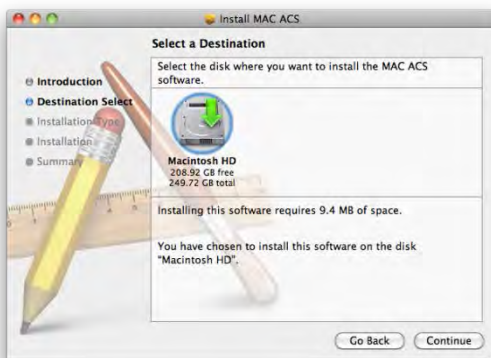 Install MAC ACS
Select a Destination
Introduction
Destination Select
Installation Type
Installation
Summary
Select the disk where you want to install the MAC ACS
software.
Macintosh HD
208.92 GB free
249.72 GB total
Installing this software requires 9.4 MB of space.
You have chosen to install this software on the disk
"Macintosh HD".
Go Back
Continue